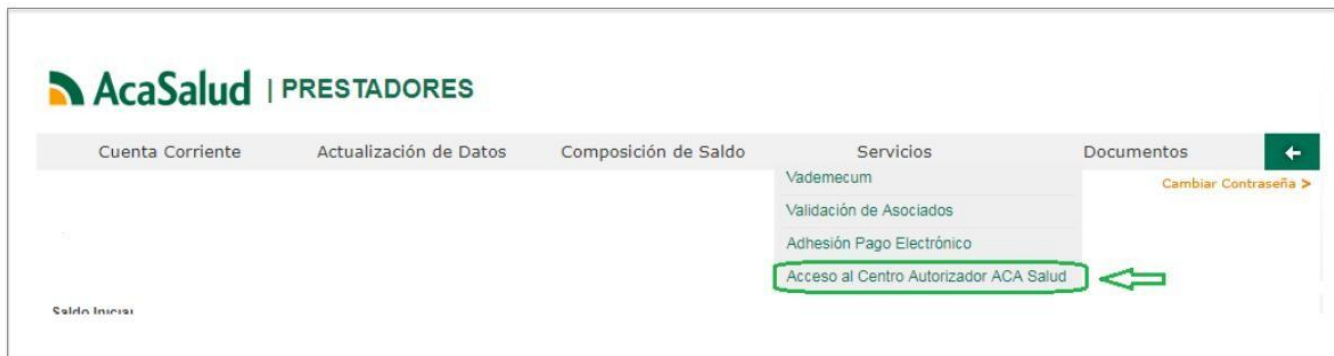 AcaSalud | PRESTADORES
Cuenta Corriente Actualización de Datos Composición de Saldo Servicios Documentos
Vademecum
Cambiar Contraseña >
Validación de Asociados
Adhesión Pago Electrónico
Acceso al Centro Autorizador ACA Salud
Saldo Inicial